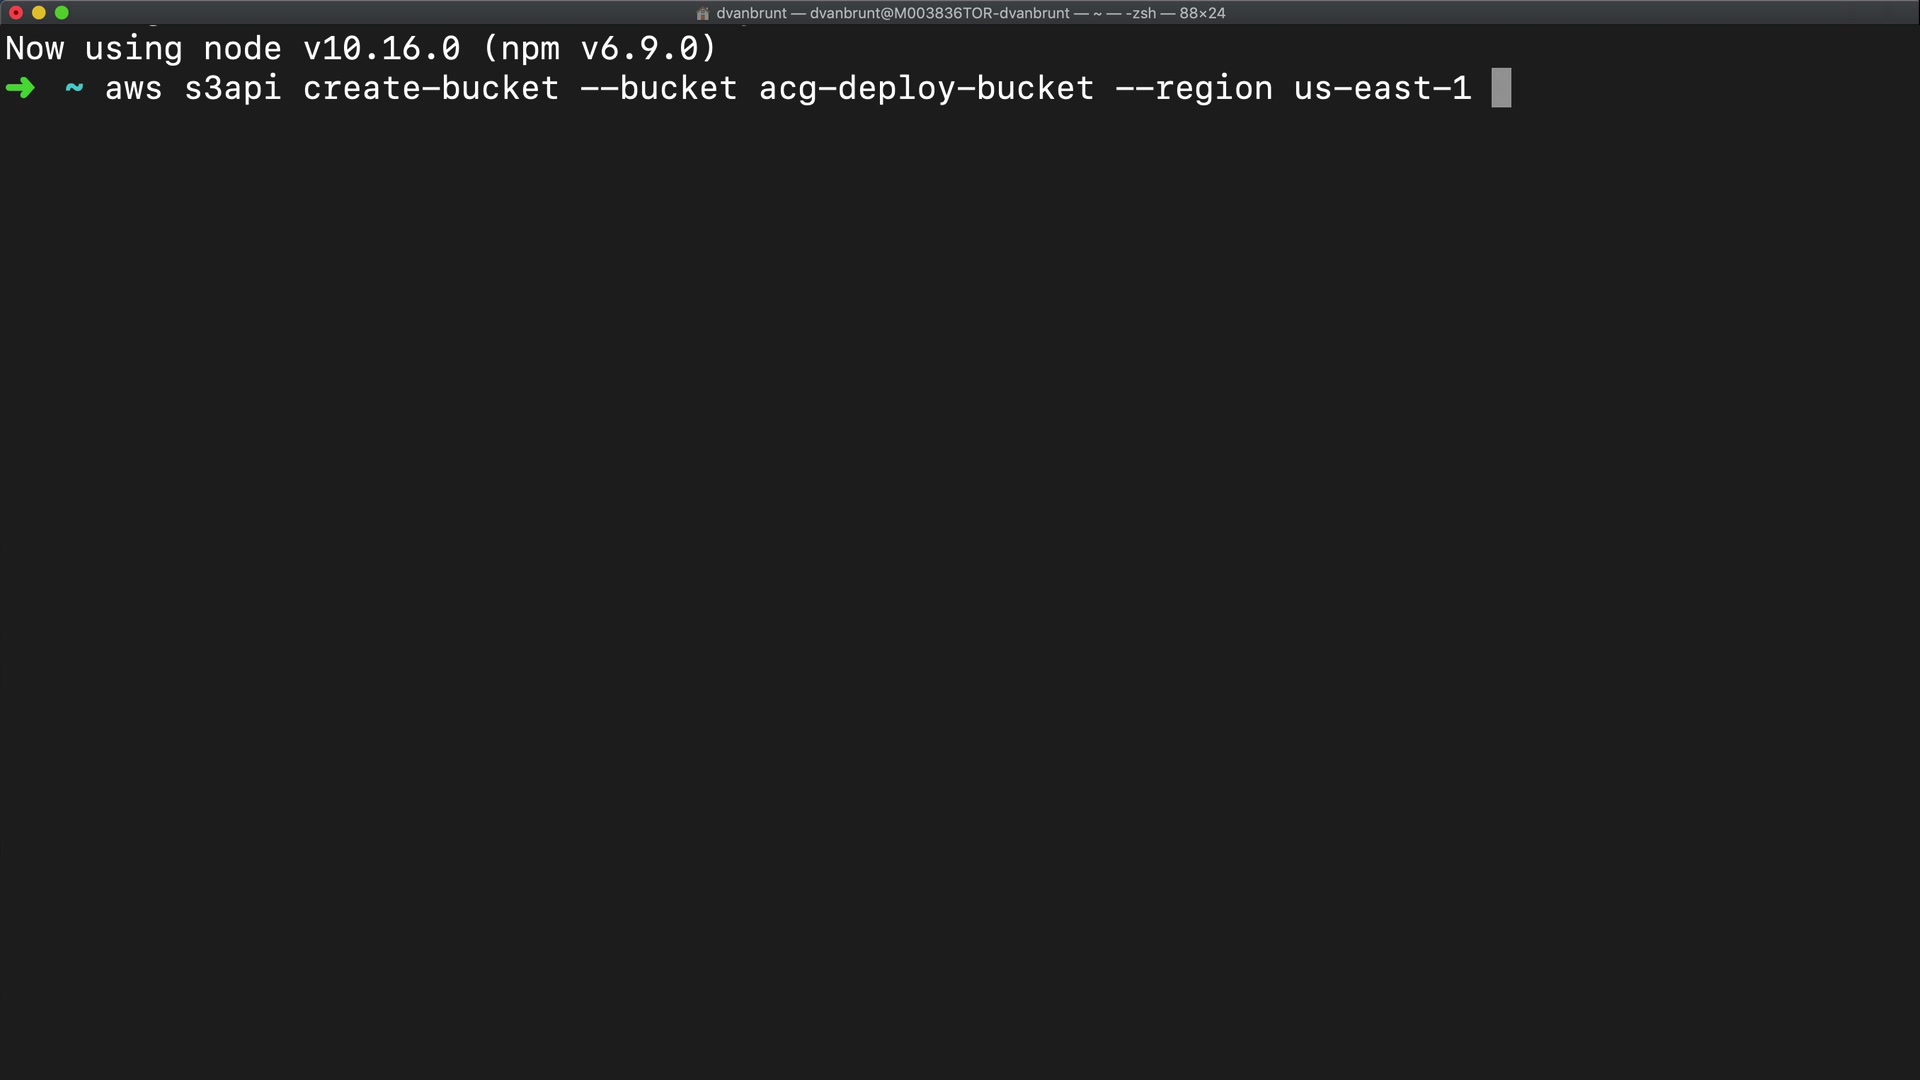 dvanbrunt — dvanbrunt@M003836TOR-dvanbrunt — ~ — -zsh — 88×24
Now using node v10.16.0 (npm v6.9.0)
➜ ~ aws s3api create-bucket --bucket acg-deploy-bucket --region us-east-1